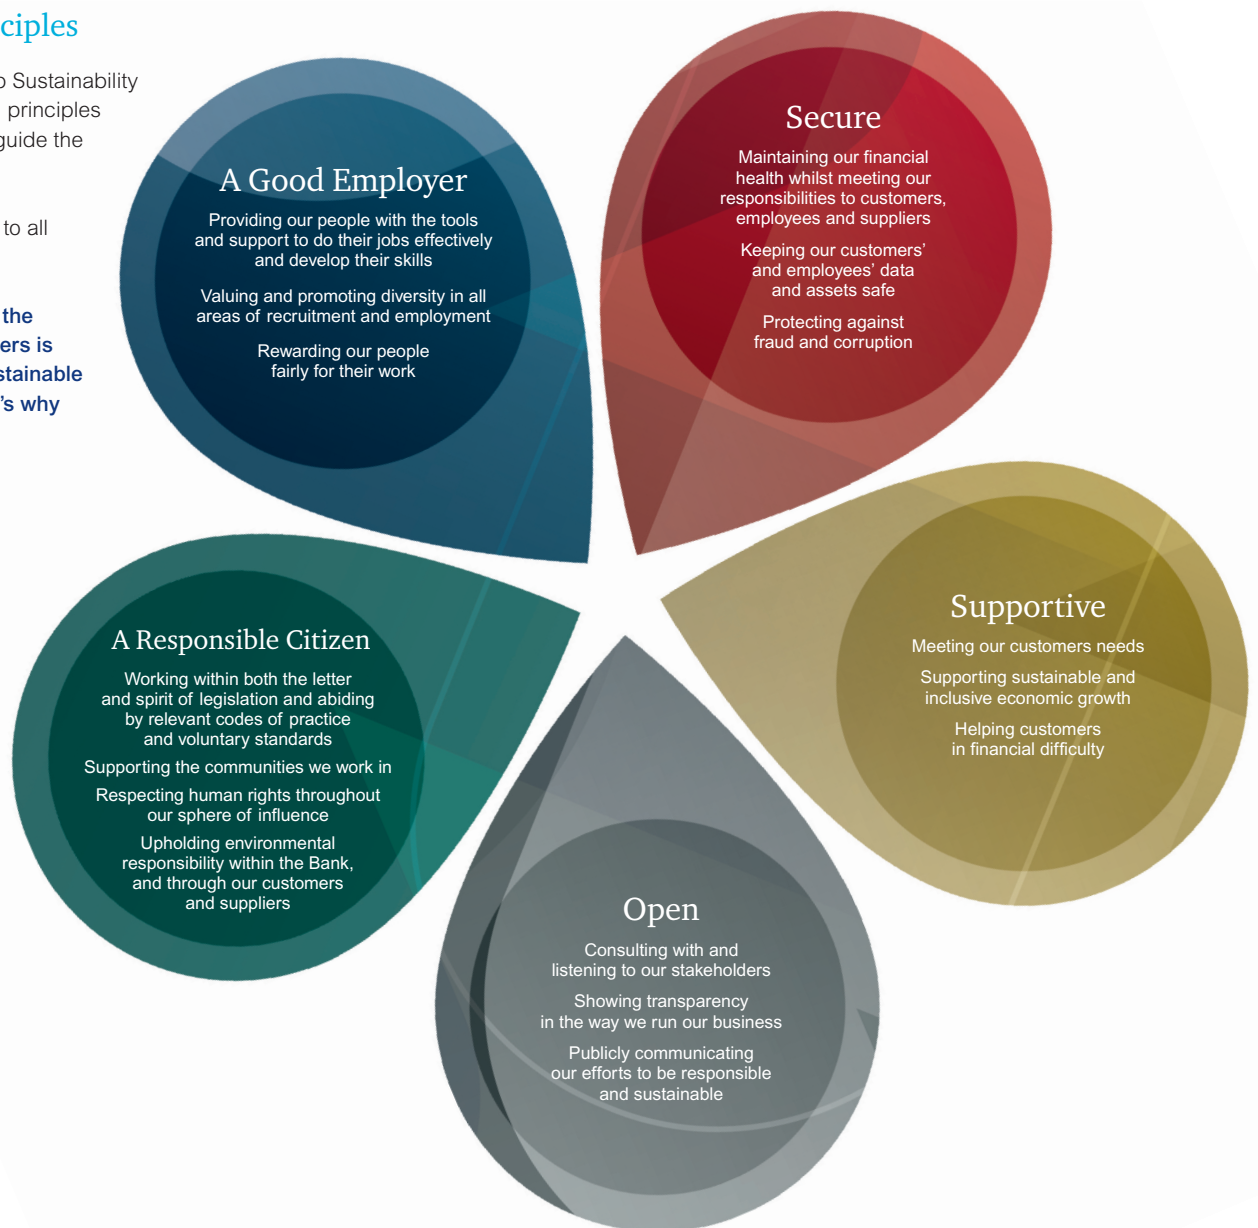 ciples
Sustainability
principles
guide the
to all
the
ers is
stainable
's why
A Good Employer
Providing our people with the tools
and support to do their jobs effectively
and develop their skills
Valuing and promoting diversity in all
areas of recruitment and employment
Rewarding our people
fairly for their work
Secure
Maintaining our financial
health whilst meeting our
responsibilities to customers,
employees and suppliers
Keeping our customers'
and employees' data
and assets safe
Protecting against
fraud and corruption
Supportive
Meeting our customers needs
Supporting sustainable and
inclusive economic growth
Helping customers
in financial difficulty
A Responsible Citizen
Working within both the letter
and spirit of legislation and abiding
by relevant codes of practice
and voluntary standards
Supporting the communities we work in
Respecting human rights throughout
our sphere of influence
Upholding environmental
responsibility within the Bank,
and through our customers
and suppliers
Open
Consulting with and
listening to our stakeholders
Showing transparency
in the way we run our business
Publicly communicating
our efforts to be responsible
and sustainable